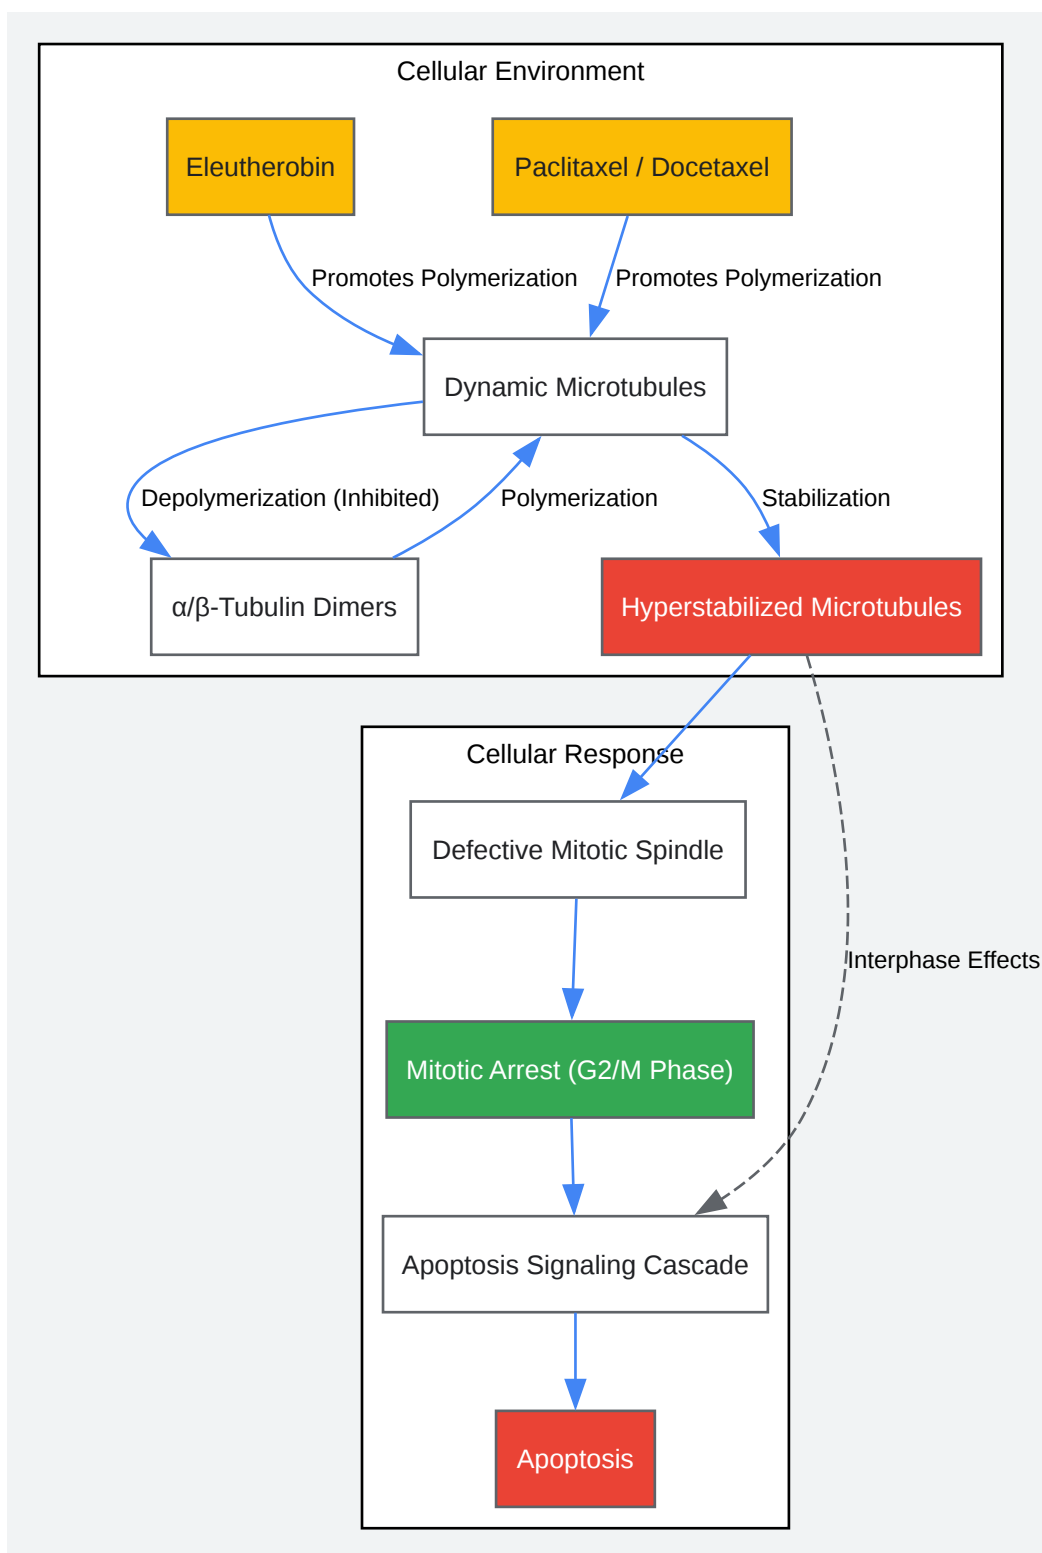 Cellular Environment
Eleutherobin
Paclitaxel / Docetaxel
Promotes Polymerization
Promotes Polymerization
Dynamic Microtubules
Depolymerization (Inhibited)
Polymerization
Stabilization
α/β-Tubulin Dimers
Hyperstabilized Microtubules
Cellular Response
Defective Mitotic Spindle
Interphase Effects
Mitotic Arrest (G2/M Phase)
Apoptosis Signaling Cascade
Apoptosis